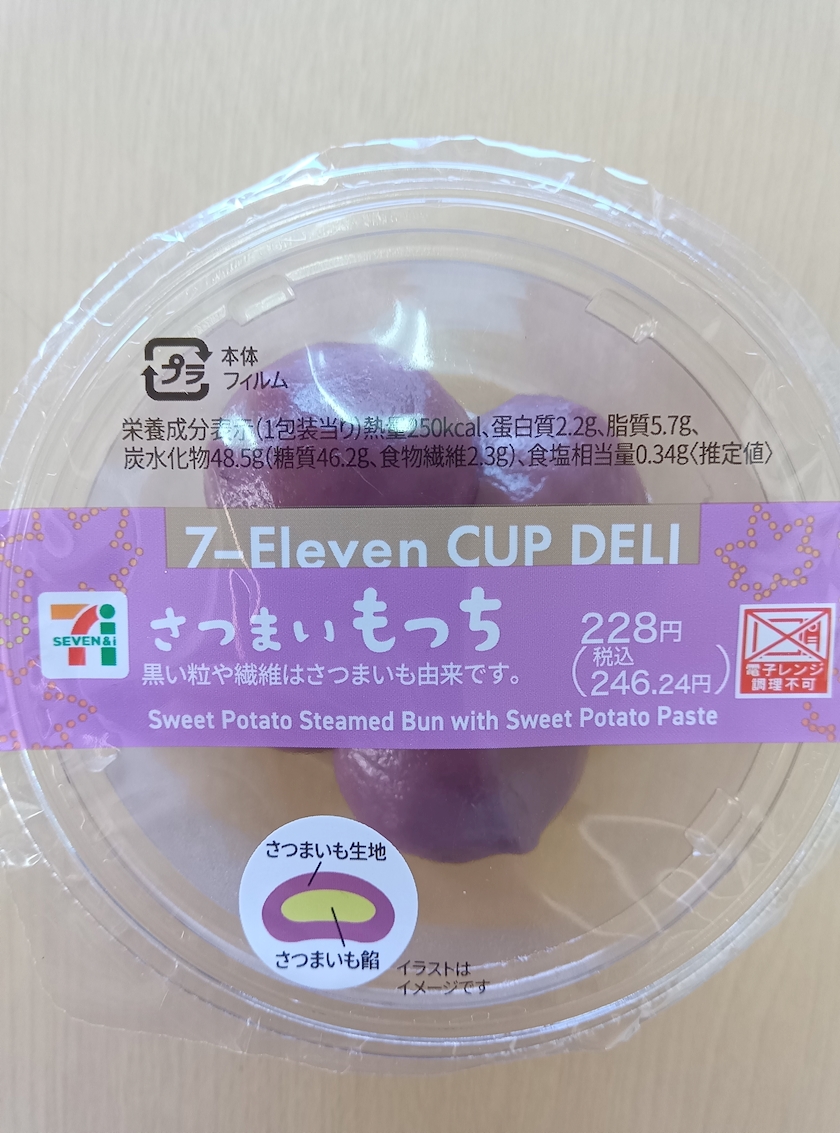 プラ
本体
フィルム
栄養成分表示(1包装当り)熱量250kcal、蛋白質2.2g、脂質5.7g、
炭水化物48.5g(糖質46.2g、食物繊維2.3g)、食塩相当量0.34g〈推定値〉
7-Eleven CUP DELI
7i
SEVEN&i
さつまいもっち
黒い粒や繊維はさつまいも由来です。
228円
(税込
246.24円)
電子レンジ
調理不可
Sweet Potato Steamed Bun with Sweet Potato Paste
さつまいも生地
さつまいも餡
イラストは
イメージです